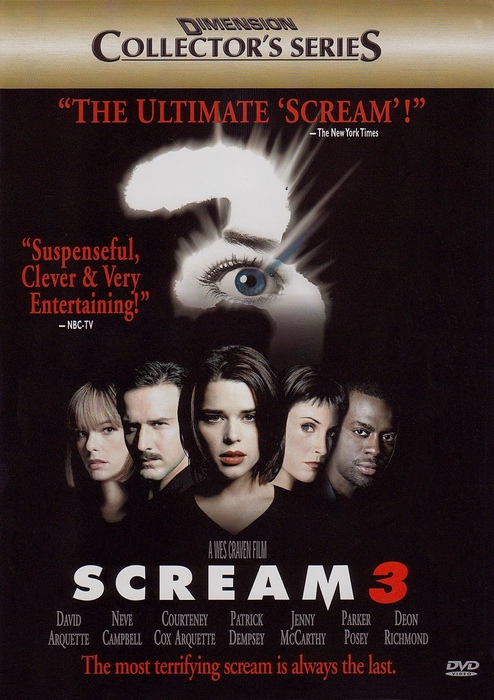 DIMENSION
COLLECTOR'S SERIES
"THE ULTIMATE 'SCREAM'!"
– The New York Times
"Suspenseful,
Clever & Very
Entertaining!"
– NBC-TV
A WES CRAVEN FILM
SCREAM 3
DAVID ARQUETTE
NEVE CAMPBELL
COURTENEY COX ARQUETTE
PATRICK DEMPSEY
JENNY McCARTHY
PARKER POSEY
DEON RICHMOND
The most terrifying scream is always the last.
DVD
VIDEO